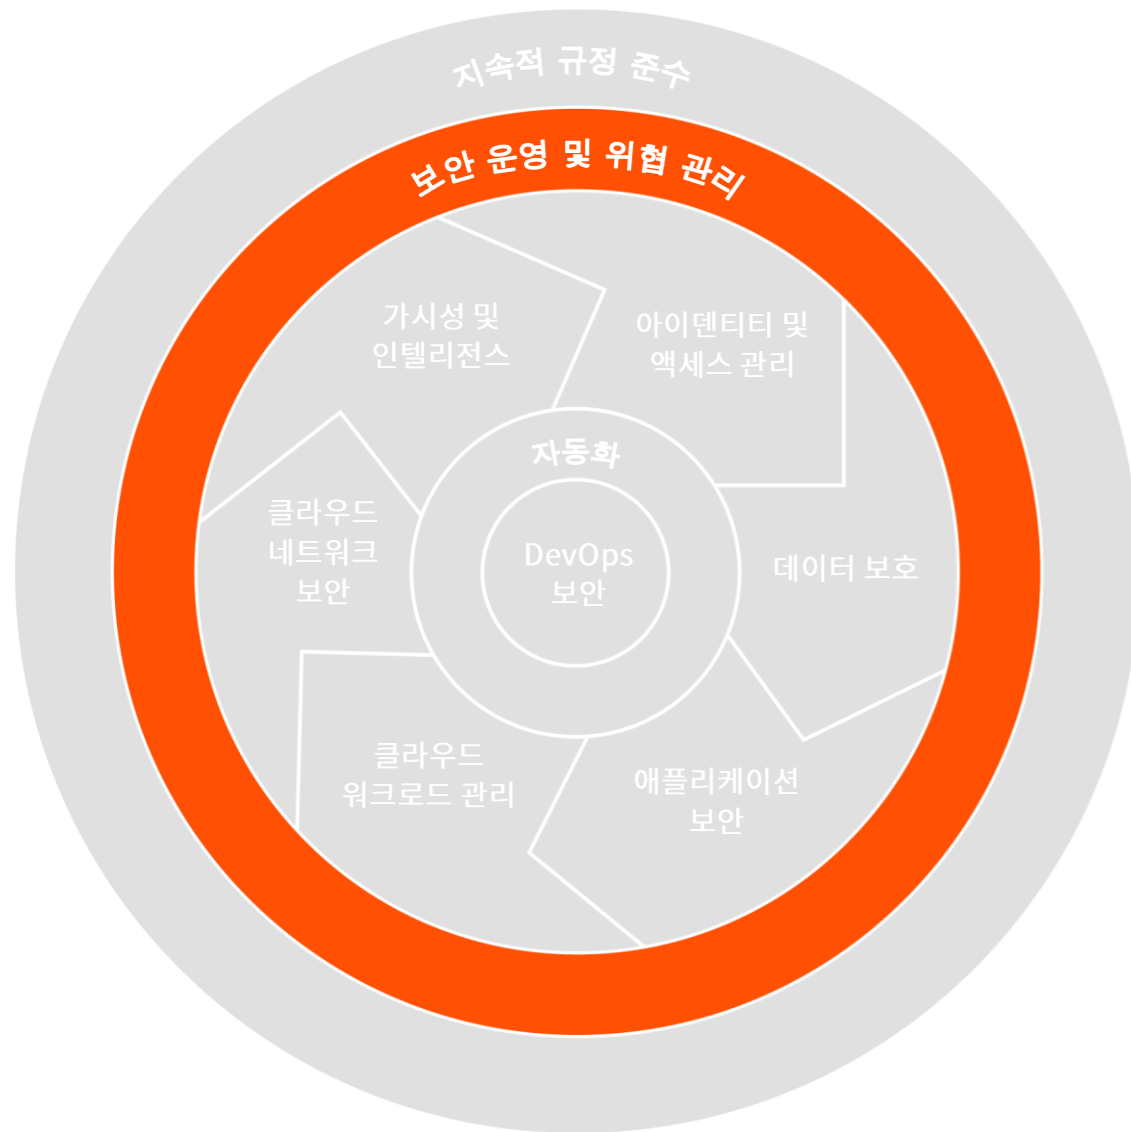 지속적 규정 준수
보안 운영 및 위협 관리
가시성 및
인텔리전스
아이덴티티 및
액세스 관리
자동화
클라우드
네트워크
보안
DevOps
보안
데이터 보호
클라우드
워크로드 관리
애플리케이션
보안